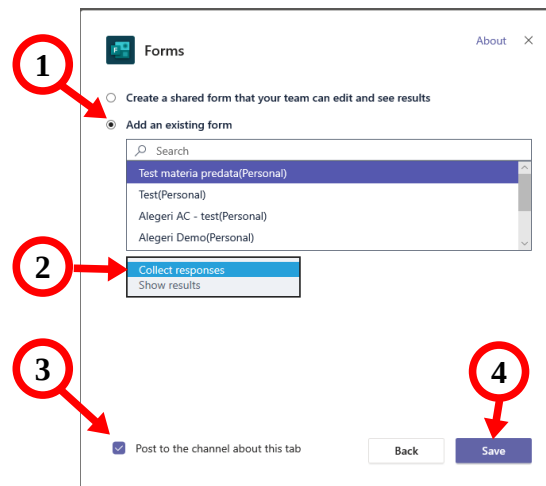 Forms
About
1
Create a shared form that your team can edit and see results
Add an existing form
Search
Test materia predata(Personal)
Test(Personal)
Alegeri AC - test(Personal)
Alegeri Demo(Personal)
2
Collect responses
Show results
3
4
Post to the channel about this tab
Back
Save